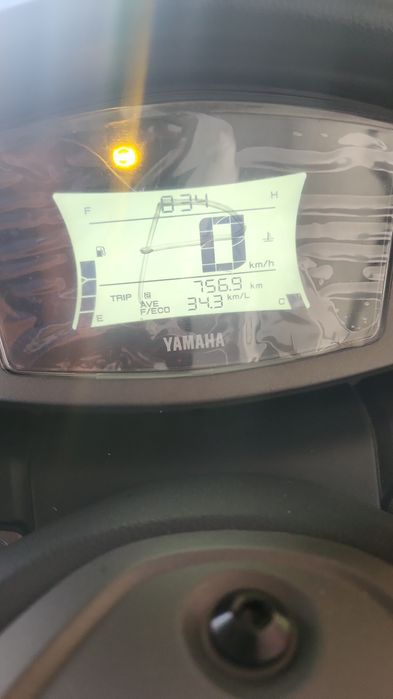 F 8:34 H
0 km/h
TRIP 756.9 km
AVE
F/ECO 34.3 km/L
E C
YAMAHA